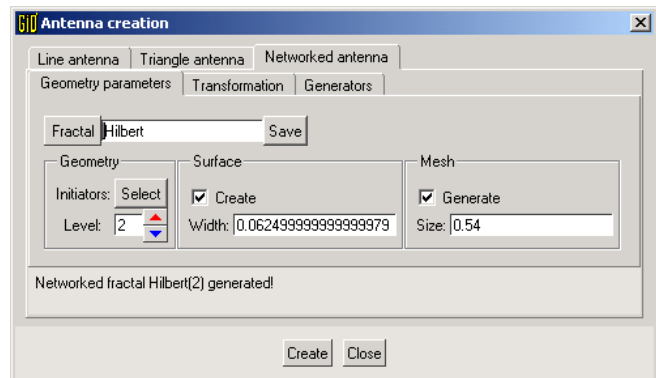 GiD Antenna creation
Line antenna Triangle antenna Networked antenna
Geometry parameters Transformation Generators
Fractal Hilbert Save
Geometry Surface Mesh
Initiators: Select Create Generate
Level: 2 Width: 0.062499999999999979 Size: 0.54
Networked fractal Hilbert(2) generated!
Create Close